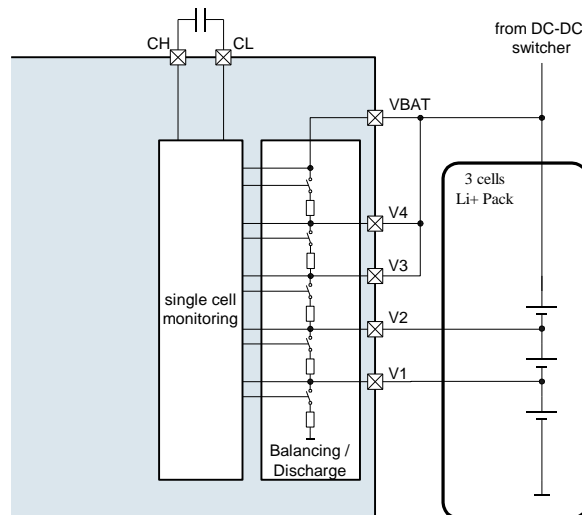 CH
CL
from DC-DC
switcher
VBAT
3 cells
Li+ Pack
V4
V3
single cell
monitoring
V2
V1
Balancing /
Discharge